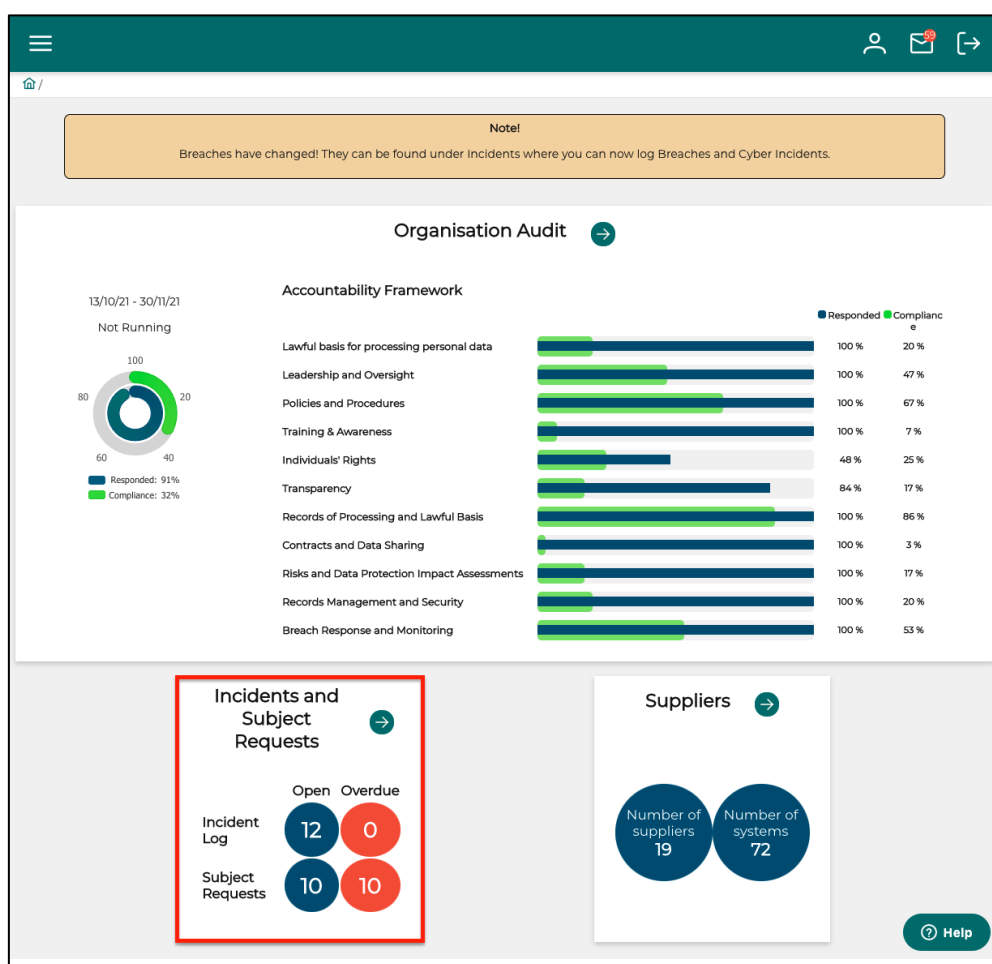 59
/
Note!
Breaches have changed! They can be found under Incidents where you can now log Breaches and Cyber Incidents.
Organisation Audit
13/10/21 - 30/11/21
Not Running
100
80
20
60
40
Responded: 91%
Compliance: 32%
Accountability Framework
Responded Complianc
e
Lawful basis for processing personal data 100 % 20 %
Leadership and Oversight 100 % 47 %
Policies and Procedures 100 % 67 %
Training & Awareness 100 % 7 %
Individuals' Rights 48 % 25 %
Transparency 84 % 17 %
Records of Processing and Lawful Basis 100 % 86 %
Contracts and Data Sharing 100 % 3 %
Risks and Data Protection Impact Assessments 100 % 17 %
Records Management and Security 100 % 20 %
Breach Response and Monitoring 100 % 53 %
Incidents and
Subject
Requests
Open Overdue
Incident
Log
12 0
Subject
Requests
10 10
Suppliers
Number of
suppliers
19
Number of
systems
72
? Help